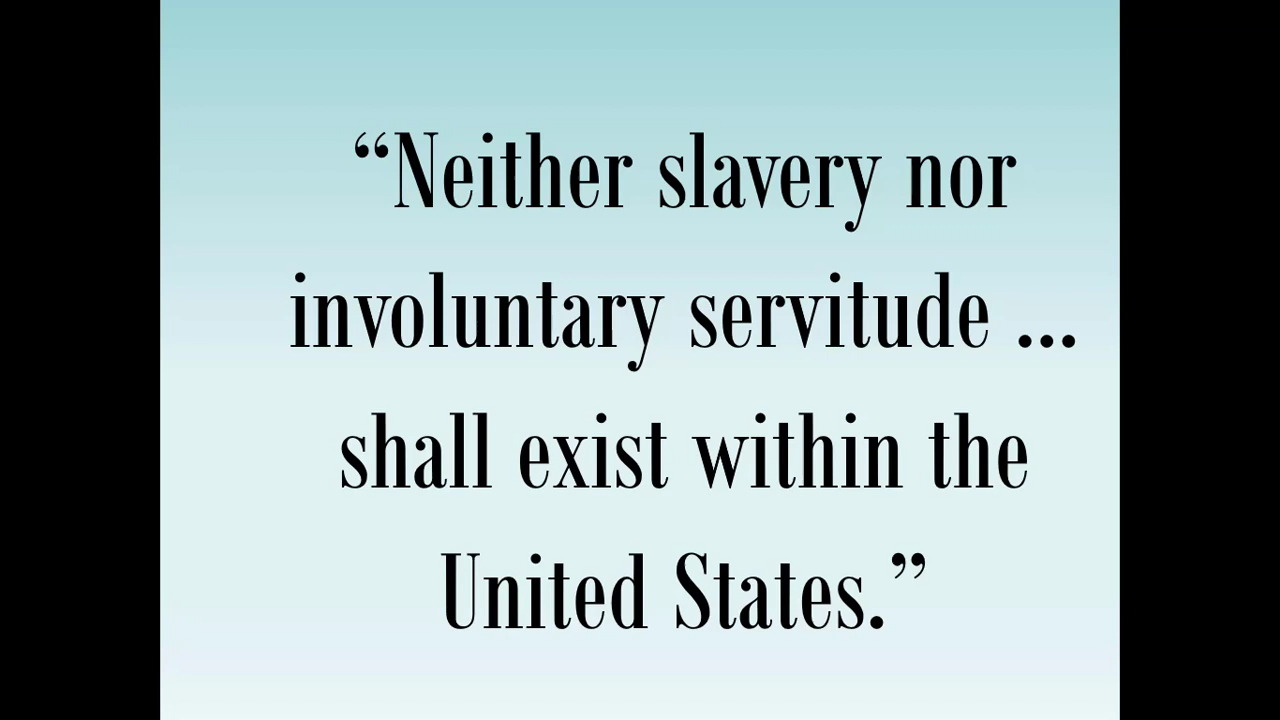 “Neither slavery nor
involuntary servitude ...
shall exist within the
United States.”